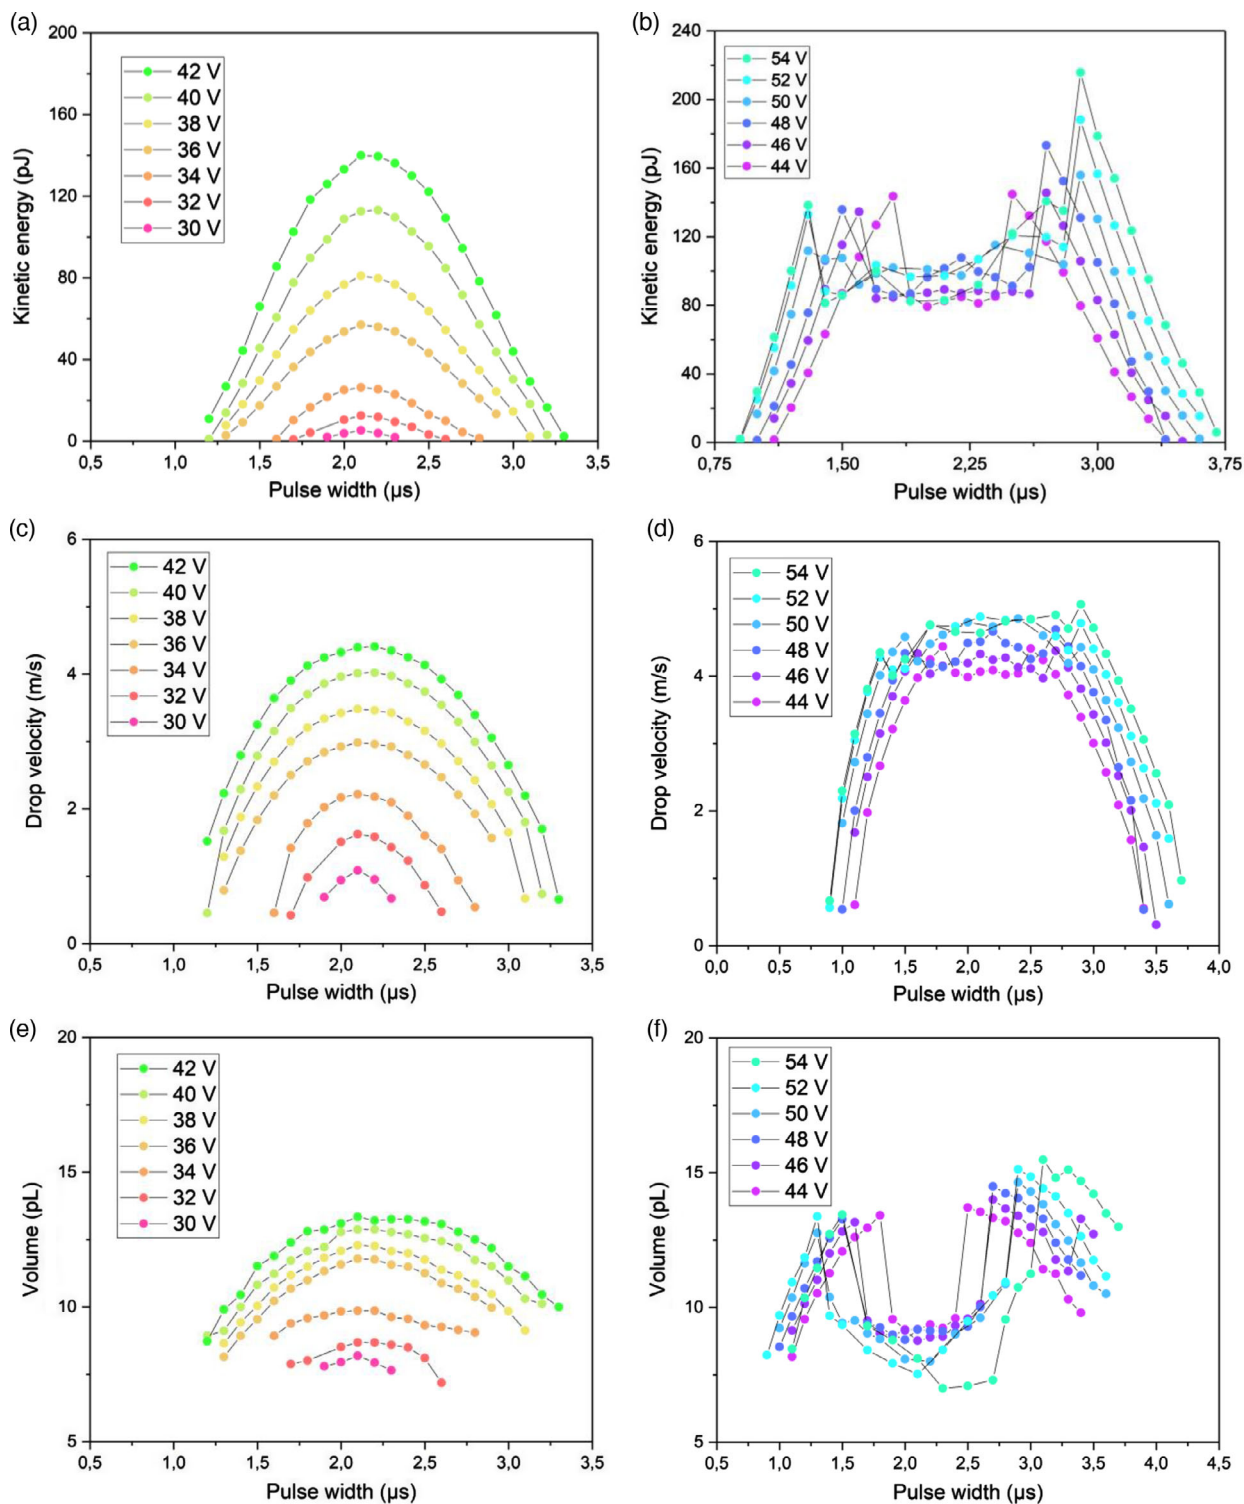 (a)
200
160
120
80
40
0
Kinetic energy (pJ)
42 V
40 V
38 V
36 V
34 V
32 V
30 V
0,5 1,0 1,5 2,0 2,5 3,0 3,5
Pulse width (µs)
(b)
240
200
160
120
80
40
0
Kinetic energy (pJ)
54 V
52 V
50 V
48 V
46 V
44 V
0,75 1,50 2,25 3,00 3,75
Pulse width (µs)
(c)
6
4
2
0
Drop velocity (m/s)
42 V
40 V
38 V
36 V
34 V
32 V
30 V
0,5 1,0 1,5 2,0 2,5 3,0 3,5
Pulse width (µs)
(d)
6
4
2
0
Drop velocity (m/s)
54 V
52 V
50 V
48 V
46 V
44 V
0,0 0,5 1,0 1,5 2,0 2,5 3,0 3,5 4,0
Pulse width (µs)
(e)
20
15
10
5
Volume (pL)
42 V
40 V
38 V
36 V
34 V
32 V
30 V
0,5 1,0 1,5 2,0 2,5 3,0 3,5
Pulse width (µs)
(f)
20
15
10
5
Volume (pL)
54 V
52 V
50 V
48 V
46 V
44 V
0,5 1,0 1,5 2,0 2,5 3,0 3,5 4,0 4,5
Pulse width (µs)